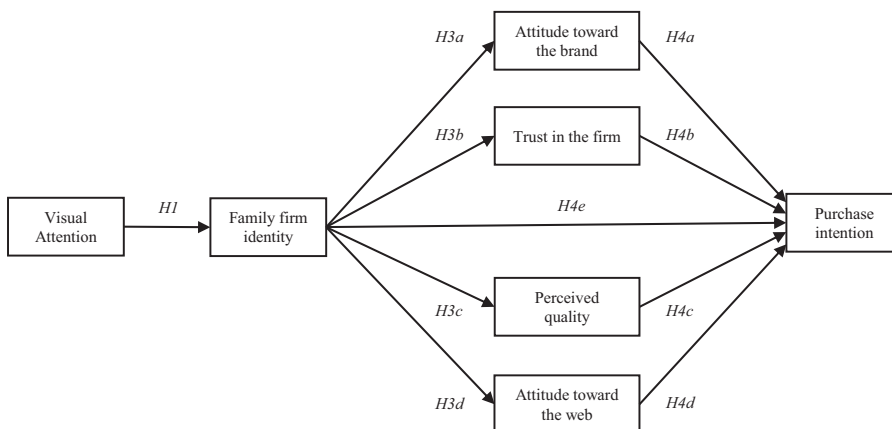 H3a
Attitude toward
the brand
H4a
H3b
Trust in the firm
H4b
Visual
Attention
H1
Family firm
identity
H4e
Purchase
intention
H3c
Perceived
quality
H4c
H3d
Attitude toward
the web
H4d